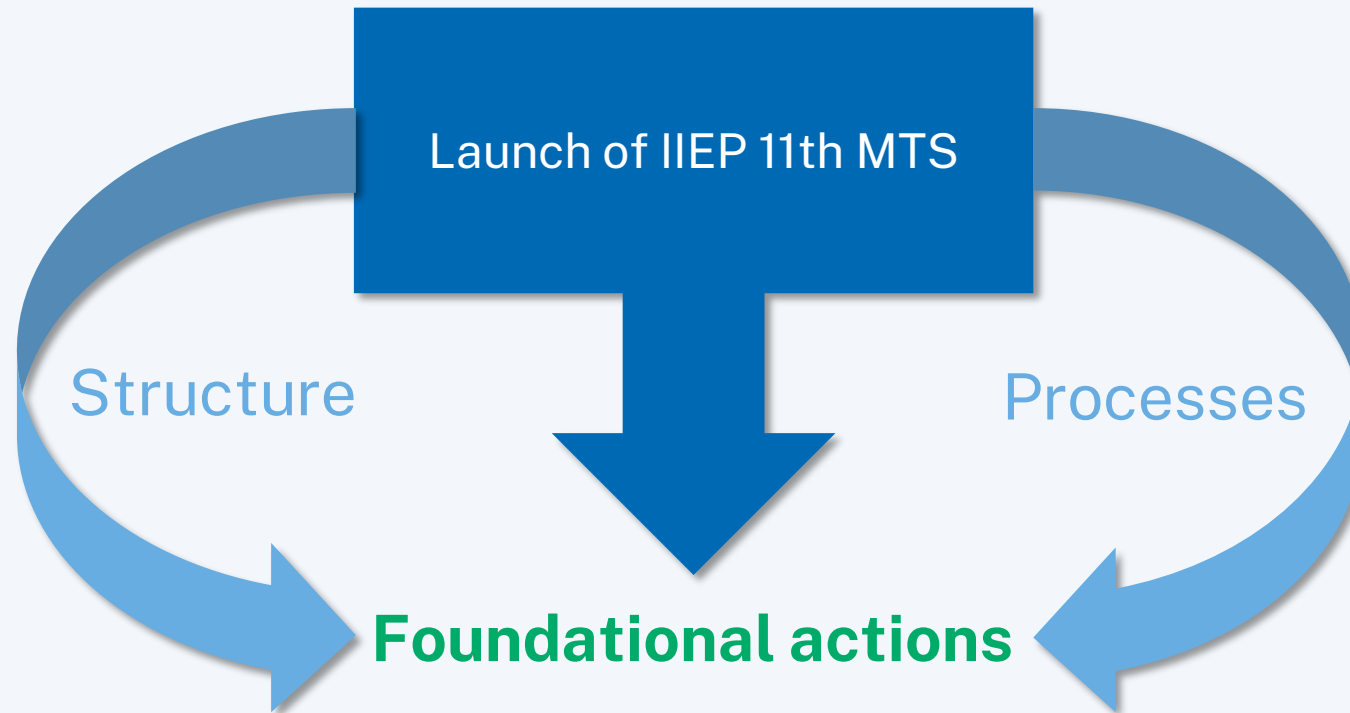 Launch of IIEP 11th MTS
Structure
Processes
Foundational actions